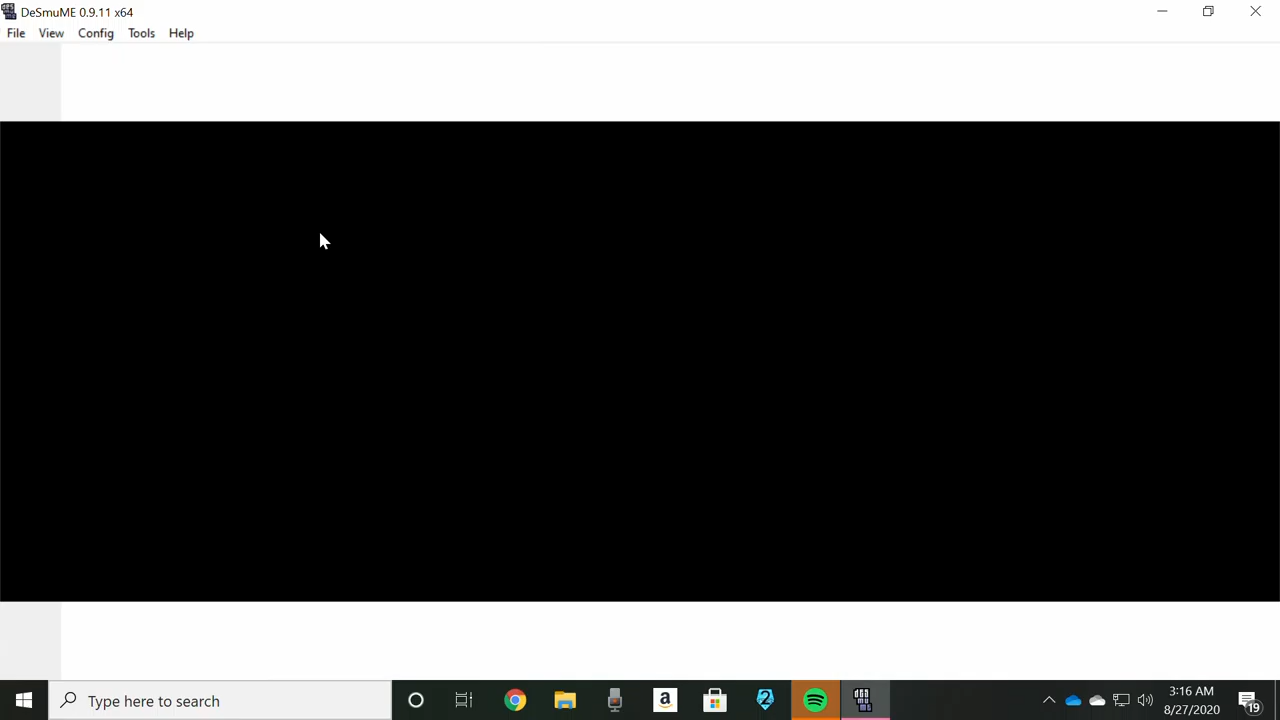 DeSmuME 0.9.11 x64
File View Config Tools Help
Type here to search
a
2
3:16 AM
8/27/2020
19